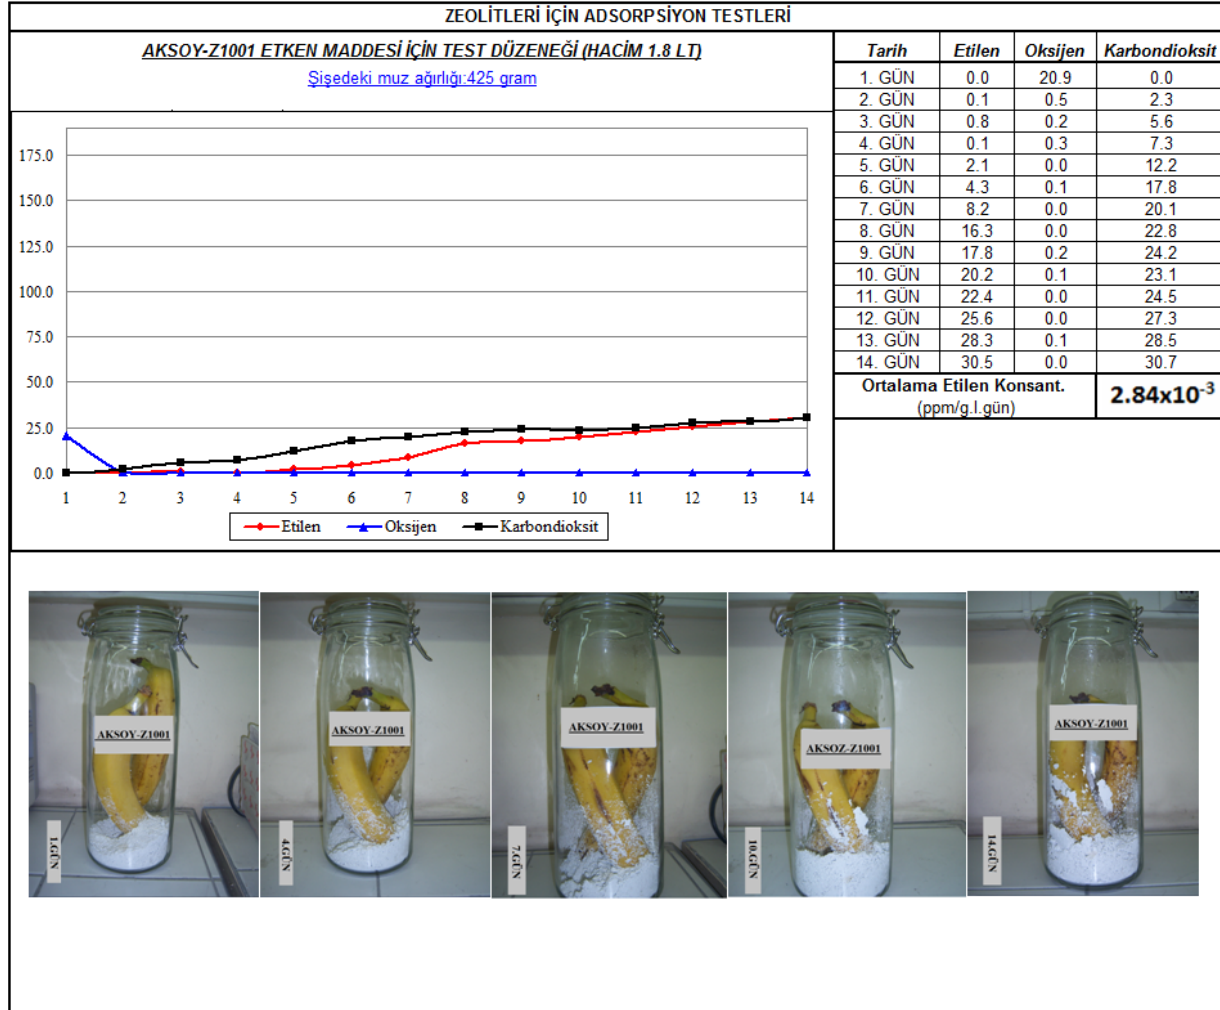 ZEOLİTLERİ İÇİN ADSORPSİYON TESTLERİ
AKSOY-Z1001 ETKEN MADDESİ İÇİN TEST DÜZENEĞİ (HACİM 1.8 LT)
Şişedeki muz ağırlığı:425 gram
Tarih Etilen Oksijen Karbondioksit
1. GÜN 0.0 20.9 0.0
2. GÜN 0.1 0.5 2.3
3. GÜN 0.8 0.2 5.6
4. GÜN 0.1 0.3 7.3
5. GÜN 2.1 0.0 12.2
6. GÜN 4.3 0.1 17.8
7. GÜN 8.2 0.0 20.1
8. GÜN 16.3 0.0 22.8
9. GÜN 17.8 0.2 24.2
10. GÜN 20.2 0.1 23.1
11. GÜN 22.4 0.0 24.5
12. GÜN 25.6 0.0 27.3
13. GÜN 28.3 0.1 28.5
14. GÜN 30.5 0.0 30.7
Ortalama Etilen Konsant.
(ppm/g.l.gün)
2.84x10⁻³
175.0
150.0
125.0
100.0
75.0
50.0
25.0
0.0
1 2 3 4 5 6 7 8 9 10 11 12 13 14
Etilen Oksijen Karbondioksit
AKSOY-Z1001
1.GÜN
AKSOY-Z1001
4.GÜN
AKSOY-Z1001
7.GÜN
AKSOZ-Z1001
10.GÜN
AKSOY-Z1001
14.GÜN